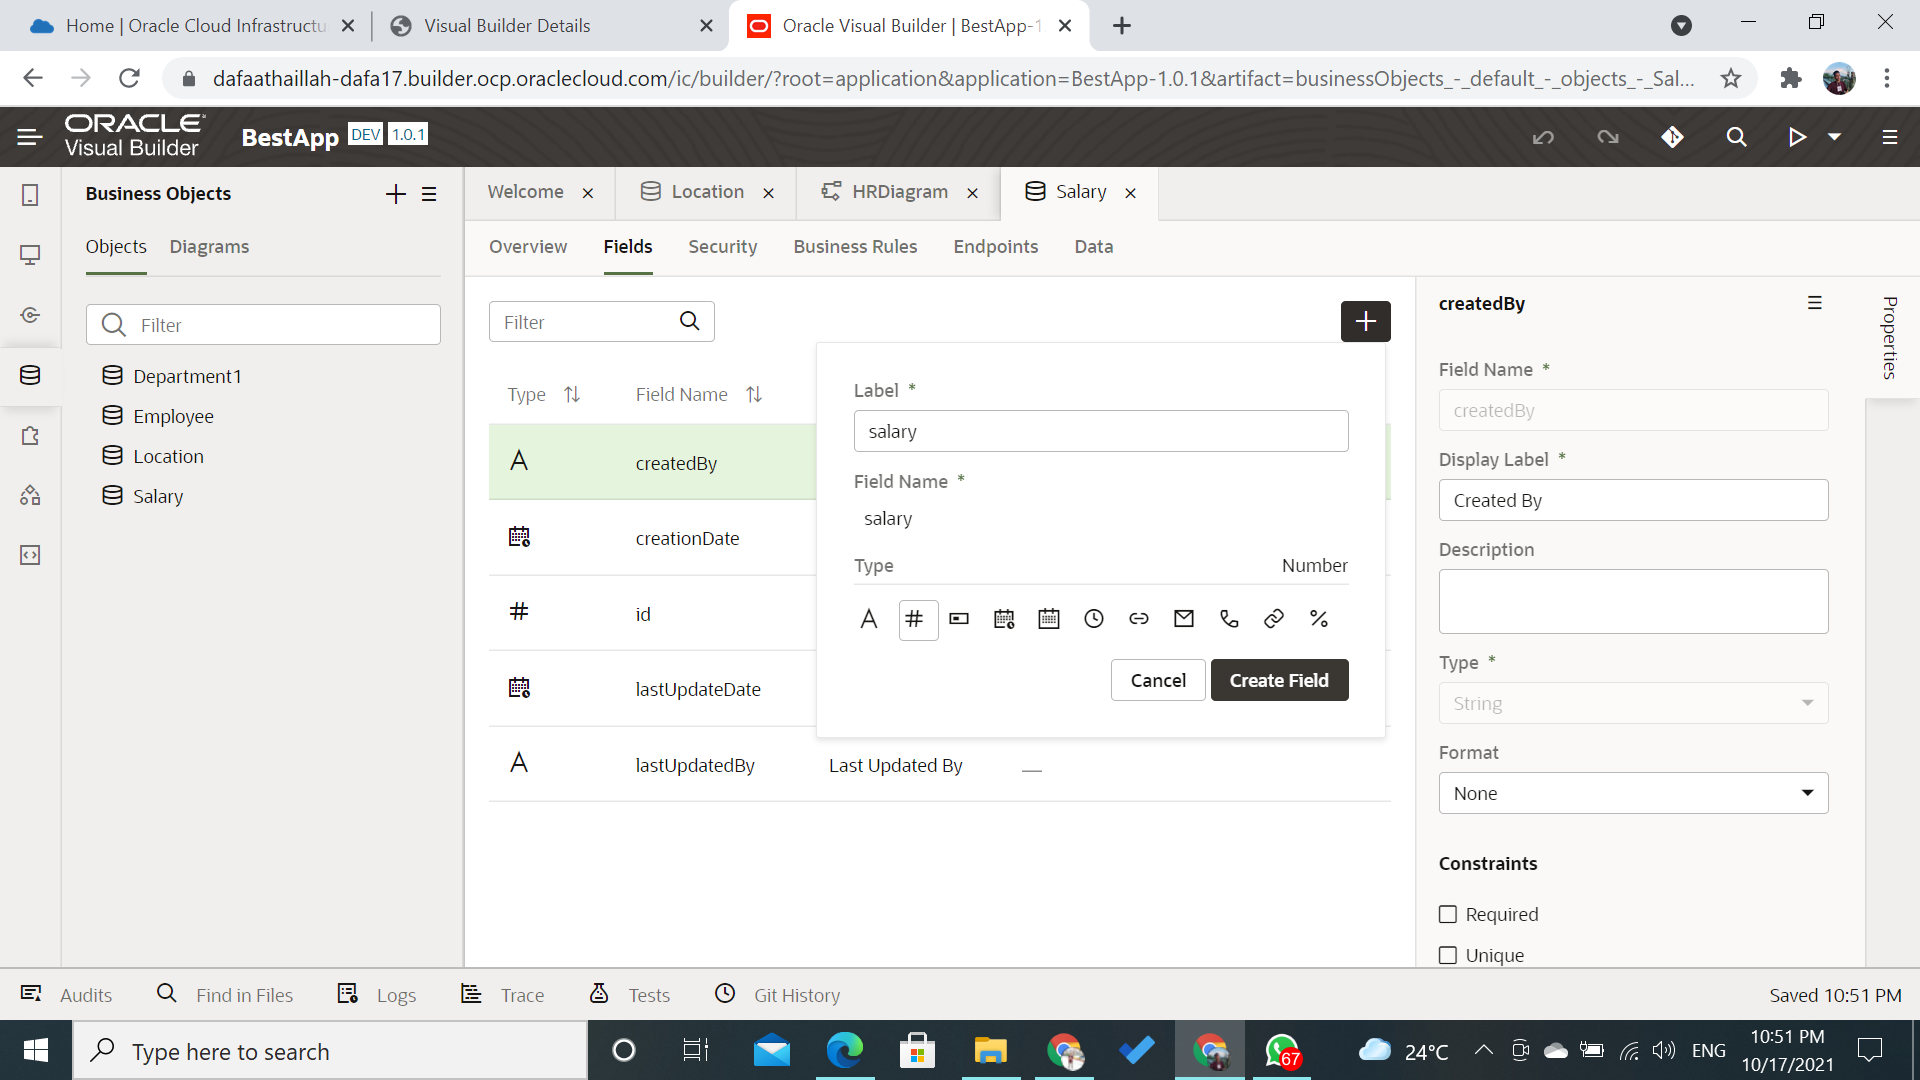 Home | Oracle Cloud Infrastructu
Visual Builder Details
Oracle Visual Builder | BestApp-1
dafaathaillah-dafa17.builder.ocp.oraclecloud.com/ic/builder/?root=application&application=BestApp-1.0.1&artifact=businessObjects_-_default_-_objects_-_Sal...
ORACLE
Visual Builder
BestApp DEV 1.0.1
Business Objects
Objects Diagrams
Filter
Department1
Employee
Location
Salary
Welcome
Location
HRDiagram
Salary
Overview Fields Security Business Rules Endpoints Data
Filter
Type Field Name
A createdBy
creationDate
# id
lastUpdateDate
A lastUpdatedBy Last Updated By —
Label *
salary
Field Name *
salary
Type Number
A # %
Cancel Create Field
createdBy
Properties
Field Name *
createdBy
Display Label *
Created By
Description
Type *
String
Format
None
Constraints
Required
Unique
Audits Find in Files Logs Trace Tests Git History Saved 10:51 PM
Type here to search
67
24°C
ENG
10:51 PM
10/17/2021